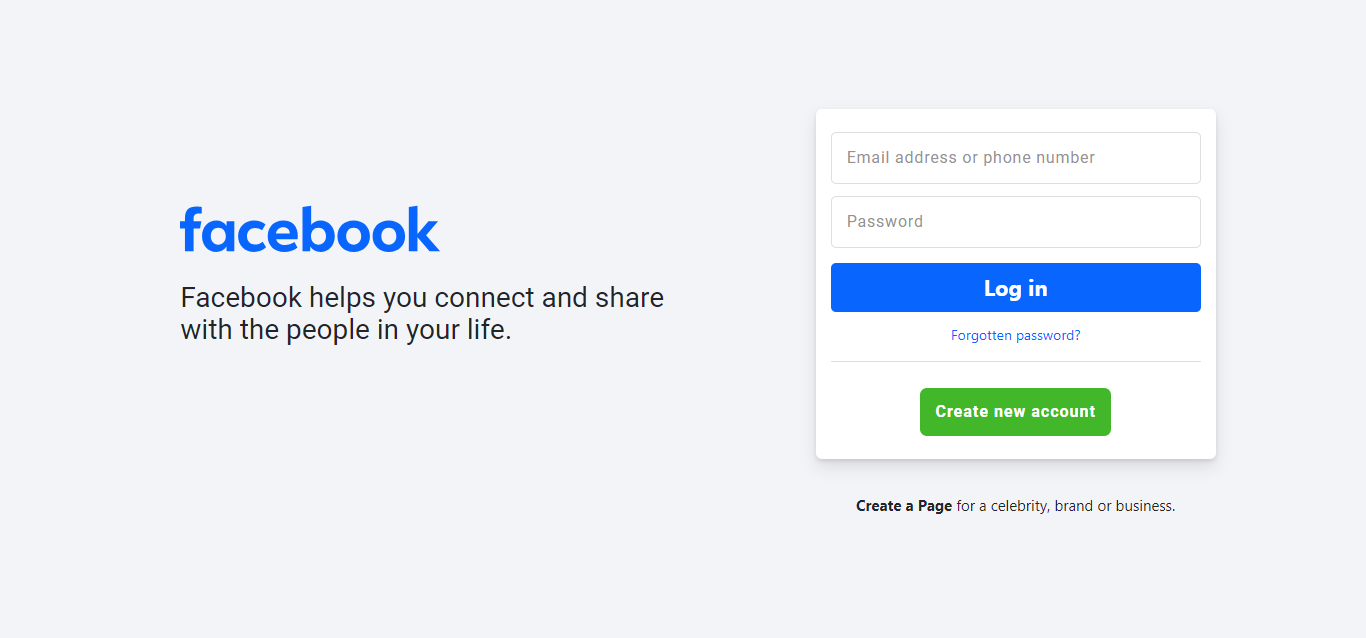 facebook
Facebook helps you connect and share
with the people in your life.
Email address or phone number
Password
Log in
Forgotten password?
Create new account
Create a Page for a celebrity, brand or business.